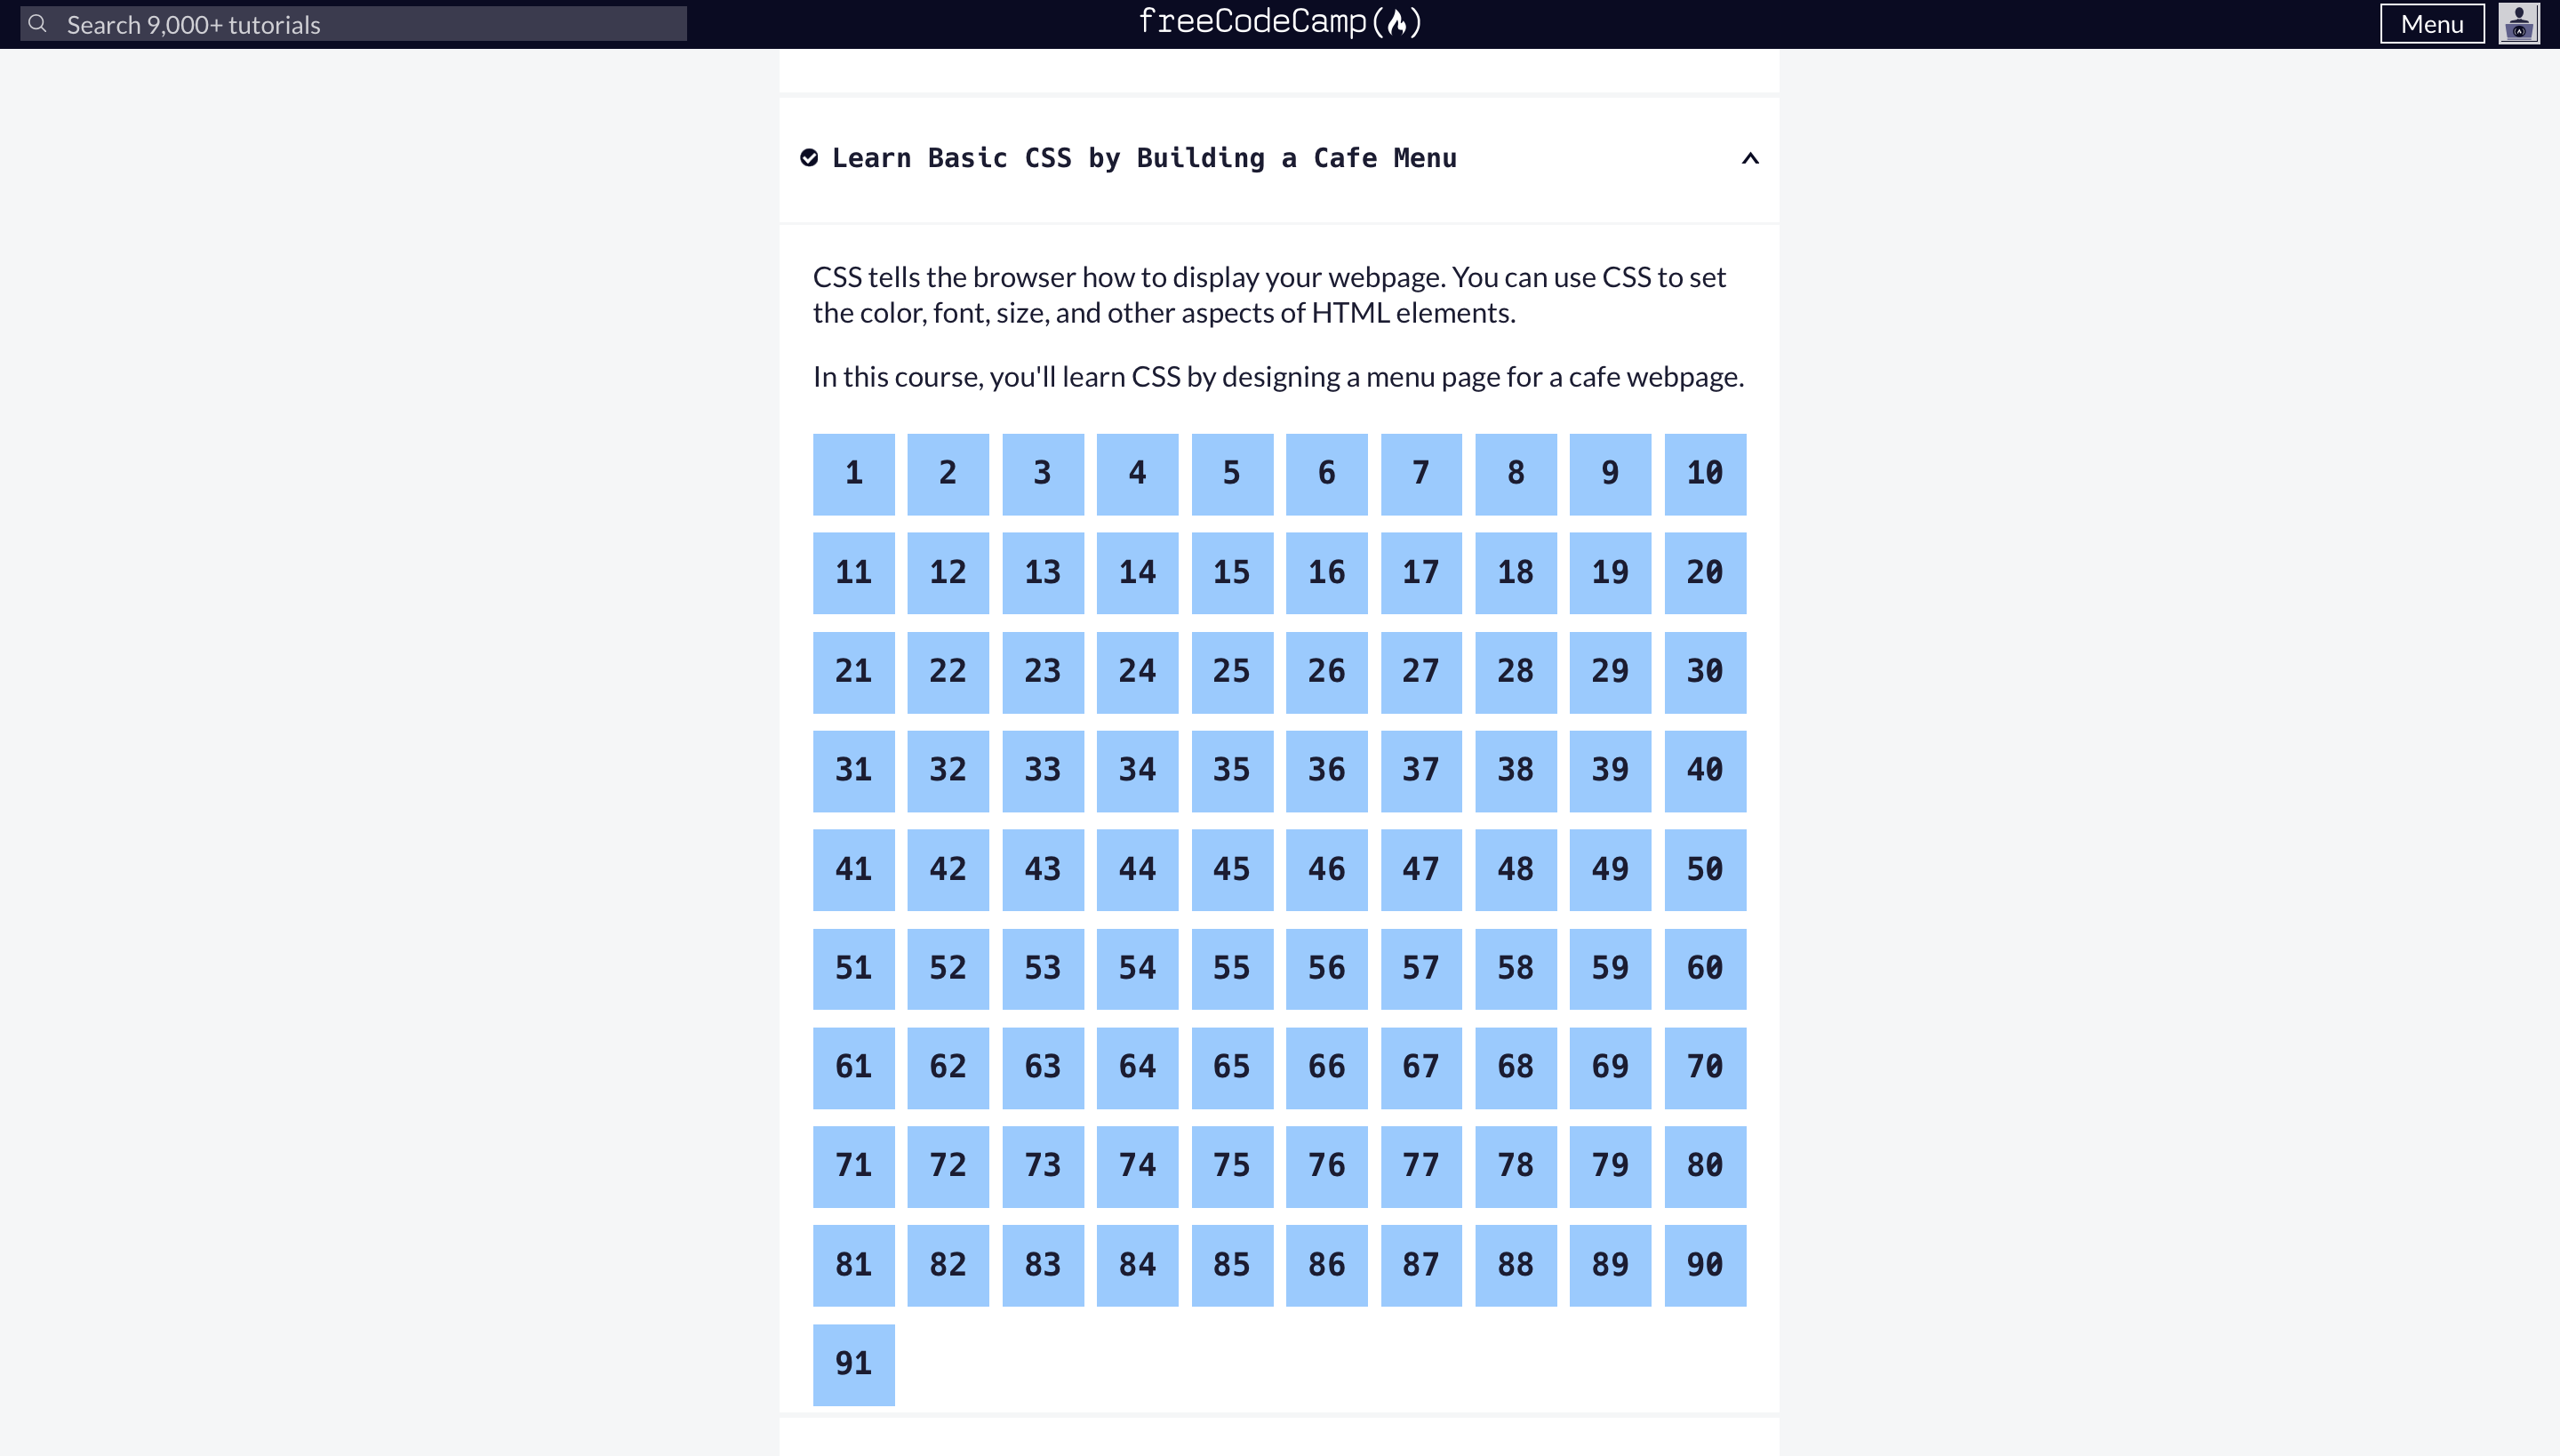 Search 9,000+ tutorials
freeCodeCamp
Menu
Learn Basic CSS by Building a Cafe Menu
CSS tells the browser how to display your webpage. You can use CSS to set
the color, font, size, and other aspects of HTML elements.
In this course, you'll learn CSS by designing a menu page for a cafe webpage.
1 2 3 4 5 6 7 8 9 10
11 12 13 14 15 16 17 18 19 20
21 22 23 24 25 26 27 28 29 30
31 32 33 34 35 36 37 38 39 40
41 42 43 44 45 46 47 48 49 50
51 52 53 54 55 56 57 58 59 60
61 62 63 64 65 66 67 68 69 70
71 72 73 74 75 76 77 78 79 80
81 82 83 84 85 86 87 88 89 90
91